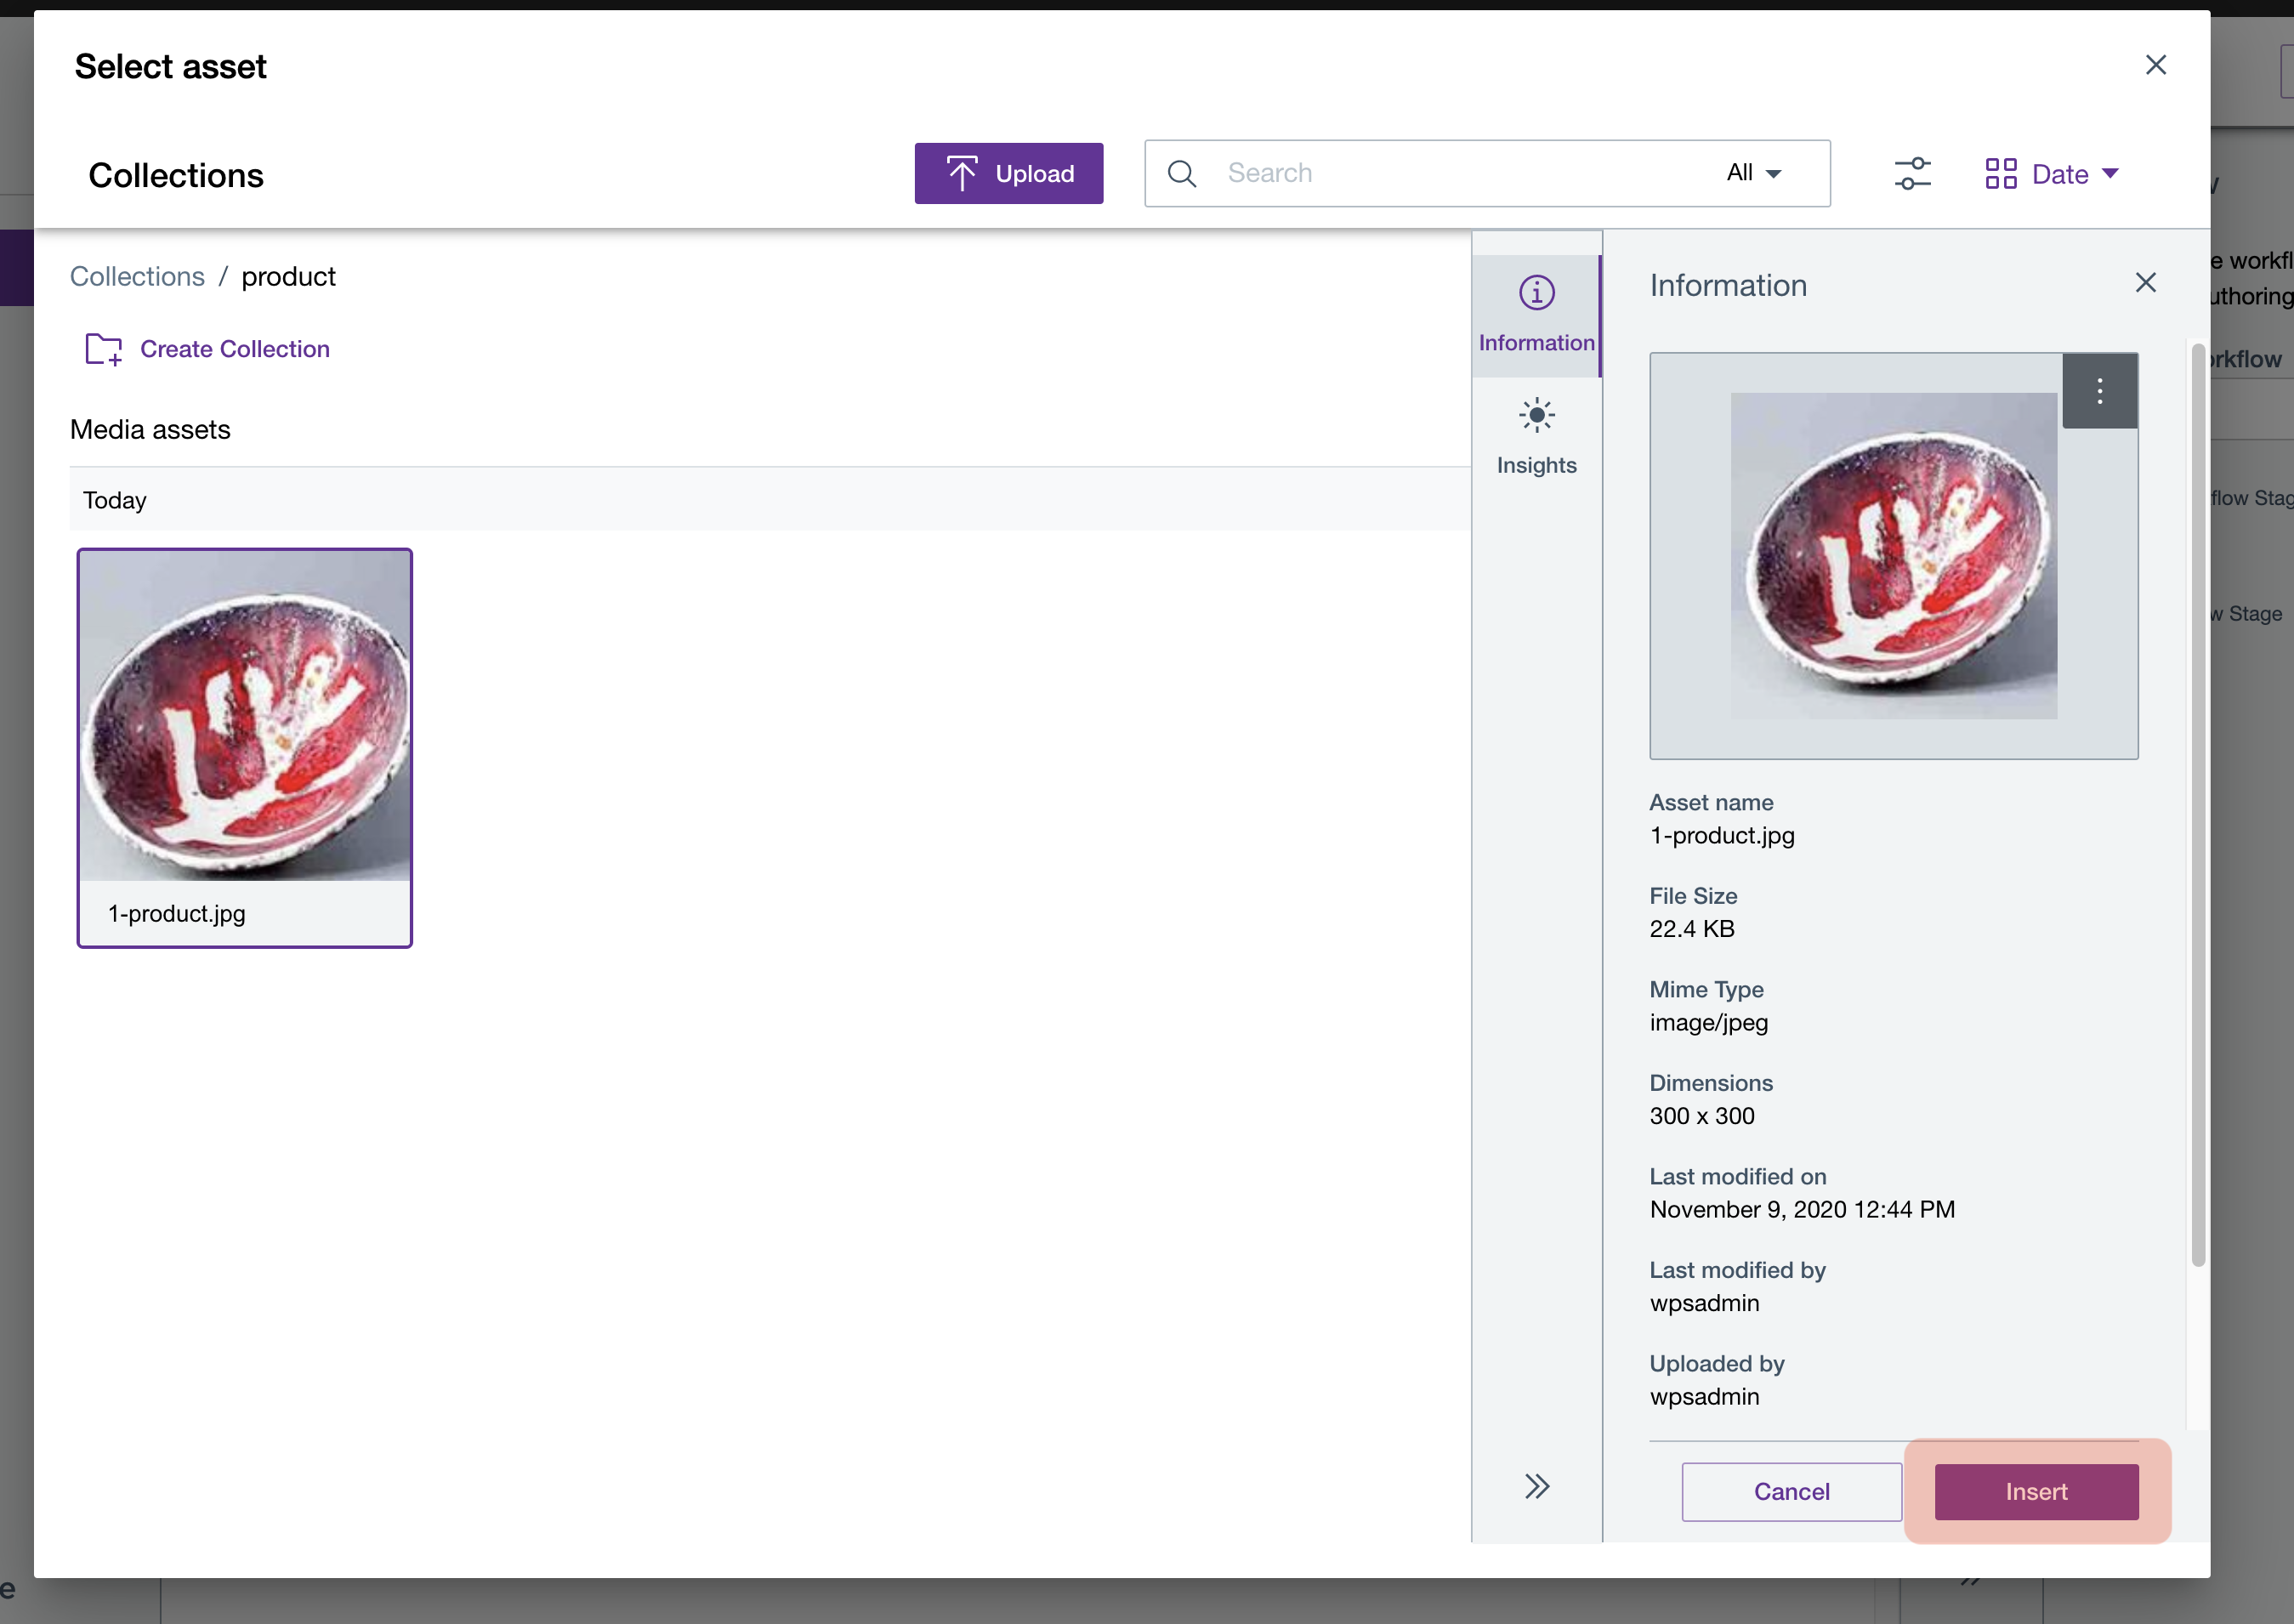 Select asset
Collections
Upload
Search
All
Date
Collections / product
Create Collection
Media assets
Today
1-product.jpg
Information
Insights
Information
Asset name
1-product.jpg
File Size
22.4 KB
Mime Type
image/jpeg
Dimensions
300 x 300
Last modified on
November 9, 2020 12:44 PM
Last modified by
wpsadmin
Uploaded by
wpsadmin
Cancel
Insert
e workfl
uthoring
rkflow
flow Stag
w Stage
e